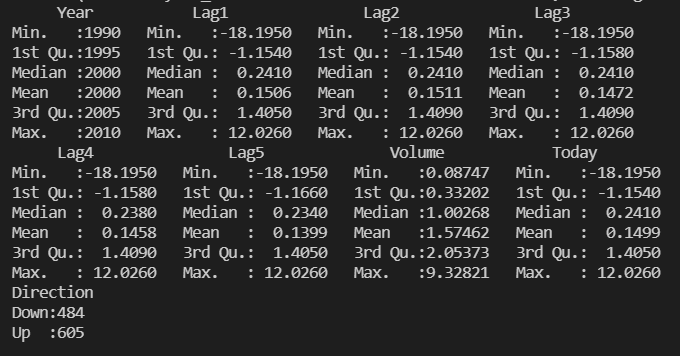 Year Lag1 Lag2 Lag3
Min. :1990 Min. :-18.1950 Min. :-18.1950 Min. :-18.1950
1st Qu.:1995 1st Qu.: -1.1540 1st Qu.: -1.1540 1st Qu.: -1.1580
Median :2000 Median : 0.2410 Median : 0.2410 Median : 0.2410
Mean :2000 Mean : 0.1506 Mean : 0.1511 Mean : 0.1472
3rd Qu.:2005 3rd Qu.: 1.4050 3rd Qu.: 1.4090 3rd Qu.: 1.4090
Max. :2010 Max. : 12.0260 Max. : 12.0260 Max. : 12.0260
Lag4 Lag5 Volume Today
Min. :-18.1950 Min. :-18.1950 Min. :0.08747 Min. :-18.1950
1st Qu.: -1.1580 1st Qu.: -1.1660 1st Qu.:0.33202 1st Qu.: -1.1540
Median : 0.2380 Median : 0.2340 Median :1.00268 Median : 0.2410
Mean : 0.1458 Mean : 0.1399 Mean :1.57462 Mean : 0.1499
3rd Qu.: 1.4090 3rd Qu.: 1.4050 3rd Qu.:2.05373 3rd Qu.: 1.4050
Max. : 12.0260 Max. : 12.0260 Max. :9.32821 Max. : 12.0260
Direction
Down:484
Up :605